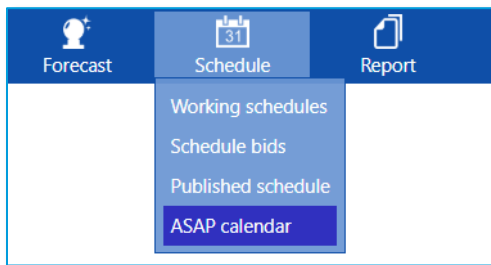 31
Forecast Schedule Report
Working schedules
Schedule bids
Published schedule
ASAP calendar